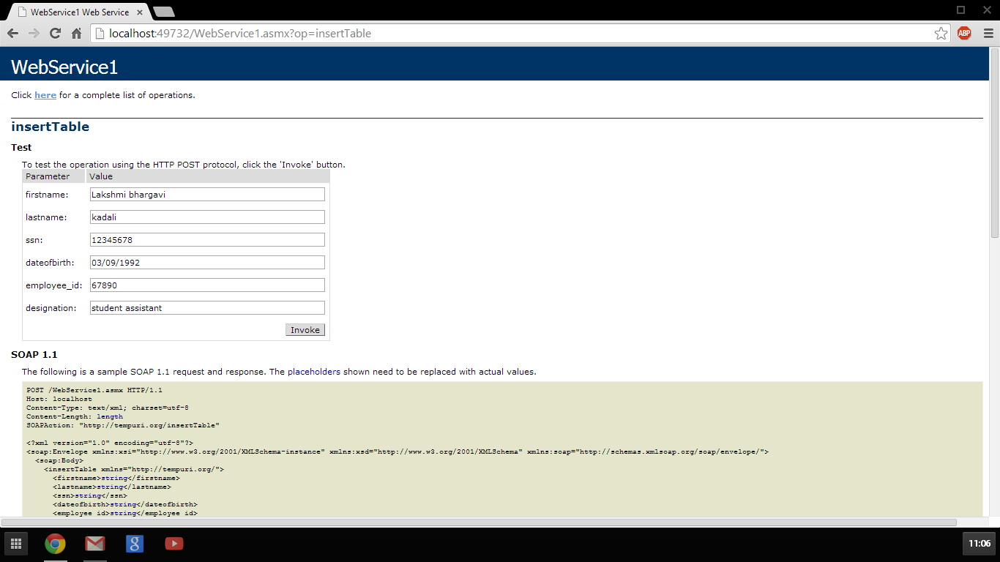 WebService1 Web Service
localhost:49732/WebService1.asmx?op=insertTable
ABP
WebService1
Click here for a complete list of operations.
insertTable
Test
To test the operation using the HTTP POST protocol, click the 'Invoke' button.
Parameter Value
firstname: Lakshmi bhargavi
lastname: kadali
ssn: 12345678
dateofbirth: 03/09/1992
employee_id: 67890
designation: student assistant
Invoke
SOAP 1.1
The following is a sample SOAP 1.1 request and response. The placeholders shown need to be replaced with actual values.
POST /WebService1.asmx HTTP/1.1
Host: localhost
Content-Type: text/xml; charset=utf-8
Content-Length: length
SOAPAction: "http://tempuri.org/insertTable"
<?xml version="1.0" encoding="utf-8"?>
<soap:Envelope xmlns:xsi="http://www.w3.org/2001/XMLSchema-instance" xmlns:xsd="http://www.w3.org/2001/XMLSchema" xmlns:soap="http://schemas.xmlsoap.org/soap/envelope/">
<soap:Body>
<insertTable xmlns="http://tempuri.org/">
<firstname>string</firstname>
<lastname>string</lastname>
<ssn>string</ssn>
<dateofbirth>string</dateofbirth>
<employee_id>string</employee_id>
g
11:06